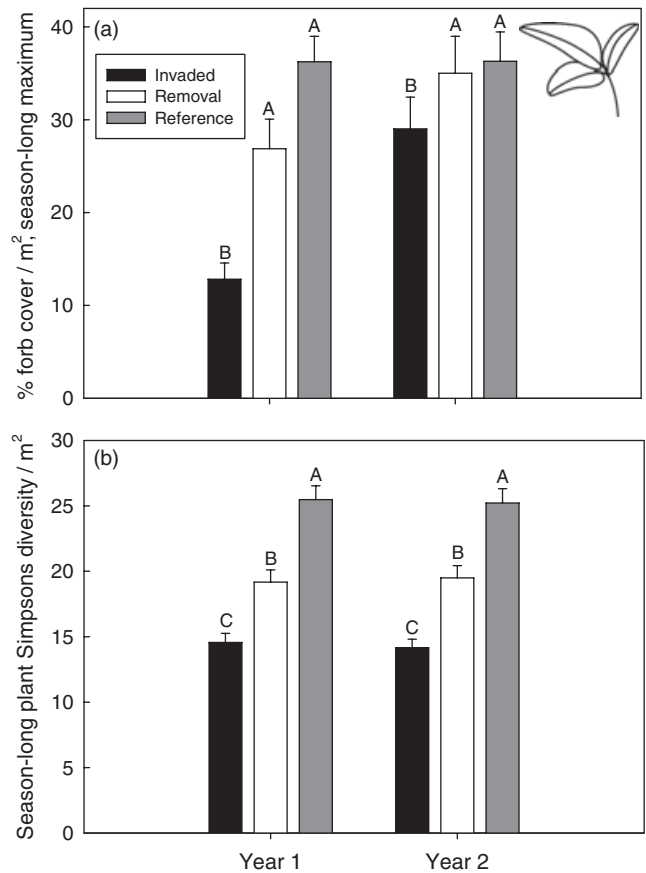 (a)
Invaded
Removal
Reference
% forb cover / m², season-long maximum
40
30
20
10
0
B
A
A
B
A
A
(b)
Season-long plant Simpsons diversity / m²
30
25
20
15
10
5
0
C
B
A
C
B
A
Year 1
Year 2